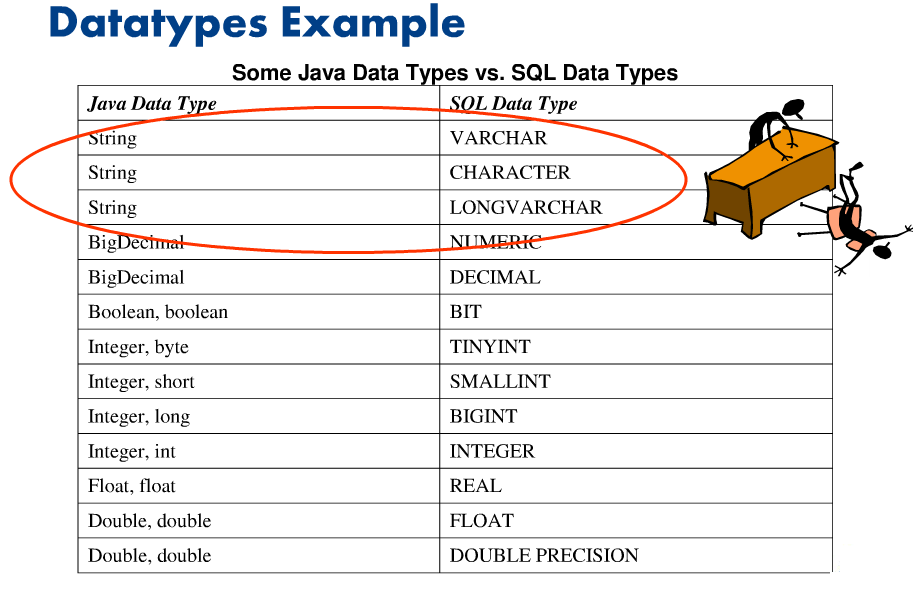 Datatypes Example
Some Java Data Types vs. SQL Data Types
Java Data Type SQL Data Type
String VARCHAR
String CHARACTER
String LONGVARCHAR
BigDecimal NUMERIC
BigDecimal DECIMAL
Boolean, boolean BIT
Integer, byte TINYINT
Integer, short SMALLINT
Integer, long BIGINT
Integer, int INTEGER
Float, float REAL
Double, double FLOAT
Double, double DOUBLE PRECISION